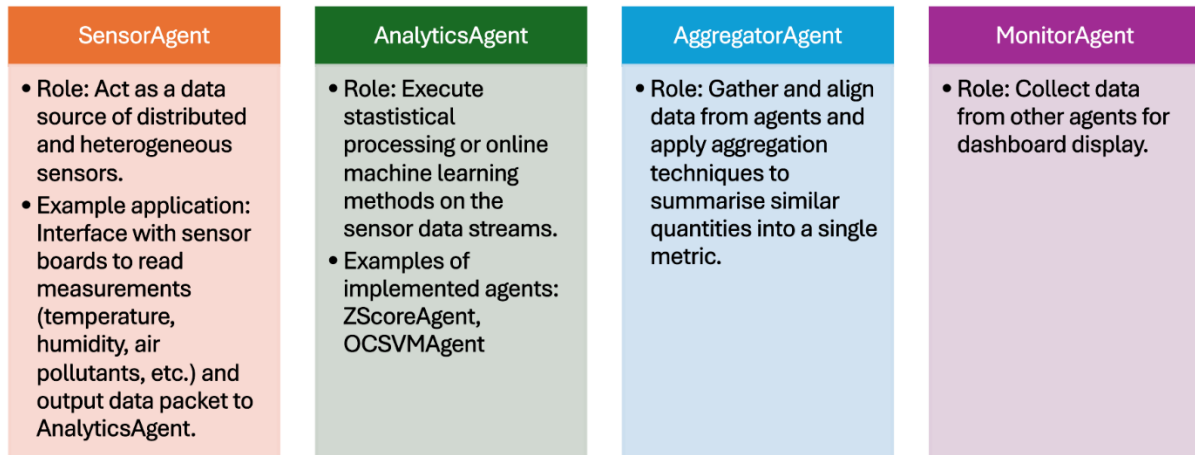 SensorAgent
• Role: Act as a data
source of distributed
and heterogeneous
sensors.
• Example application:
Interface with sensor
boards to read
measurements
(temperature,
humidity, air
pollutants, etc.) and
output data packet to
AnalyticsAgent.
AnalyticsAgent
• Role: Execute
stastistical
processing or online
machine learning
methods on the
sensor data streams.
• Examples of
implemented agents:
ZScoreAgent,
OCSVMAgent
AggregatorAgent
• Role: Gather and align
data from agents and
apply aggregation
techniques to
summarise similar
quantities into a single
metric.
MonitorAgent
• Role: Collect data
from other agents for
dashboard display.